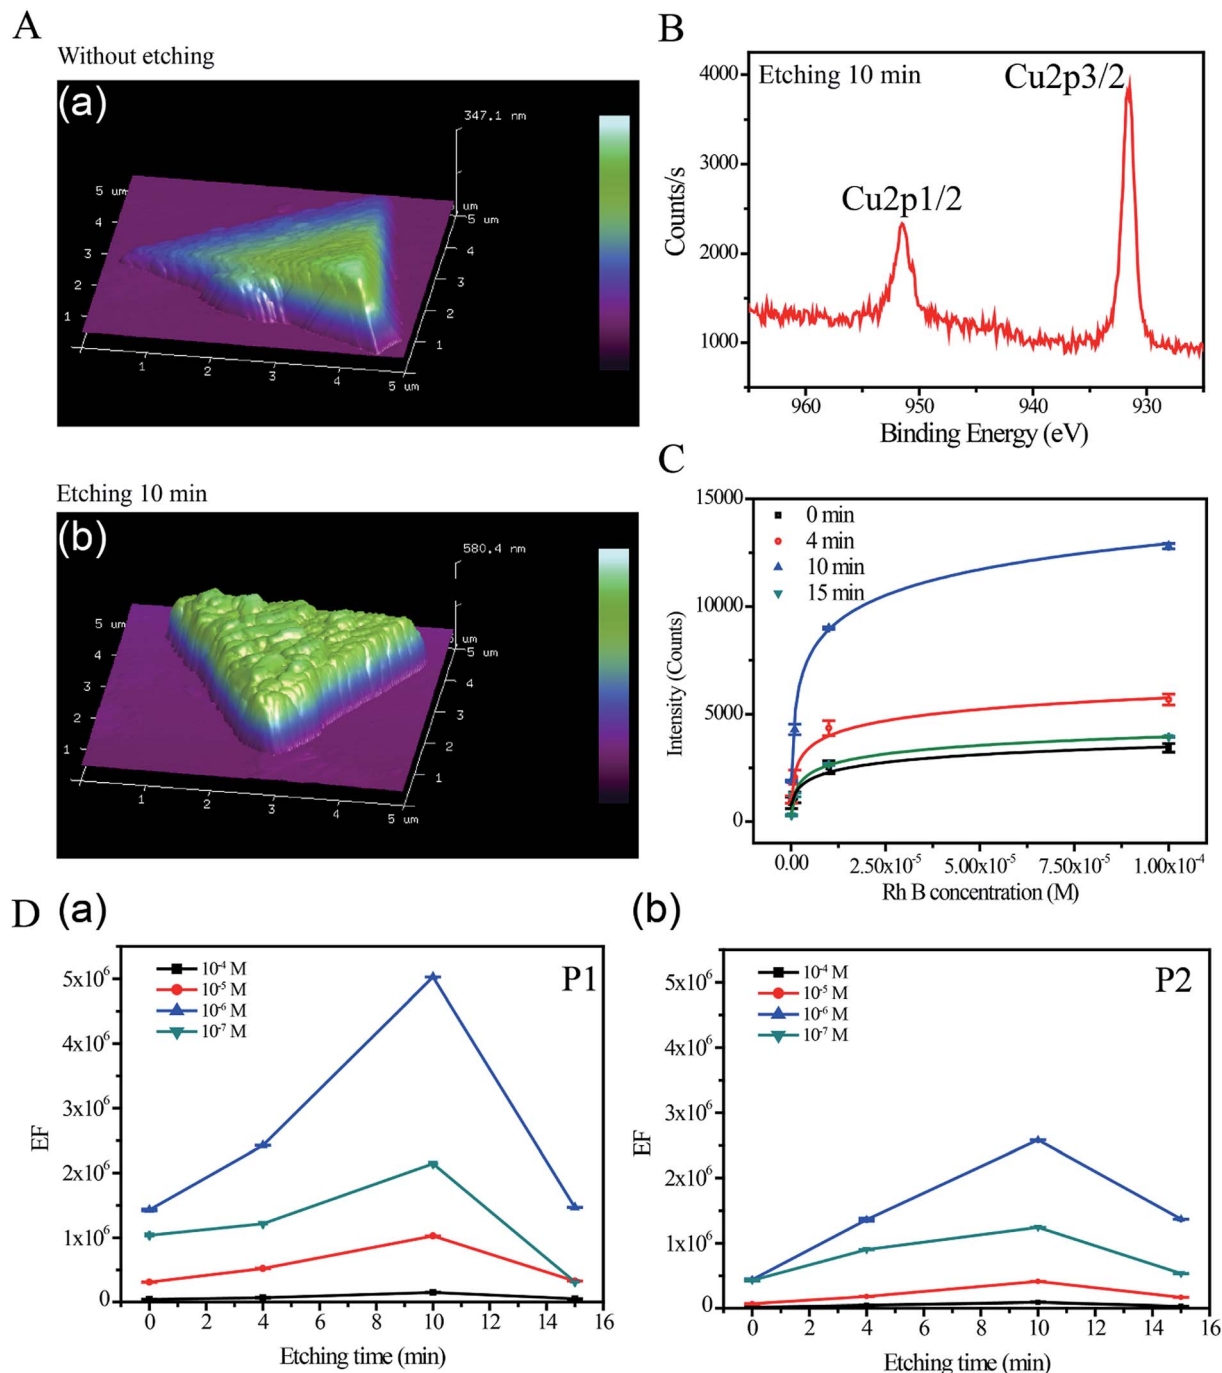 A
Without etching
(a)
347.1 nm
5 um
4
3
2
1
um
5 um
4
3
2
1
1
2
3
4
5 um
Etching 10 min
(b)
580.4 nm
5 um
4
3
2
1
um
5 um
4
3
2
1
1
2
3
4
5 um
B
Etching 10 min
Cu2p3/2
Cu2p1/2
4000
3000
2000
1000
Counts/s
960
950
940
930
Binding Energy (eV)
C
15000
10000
5000
0
Intensity (Counts)
0 min
4 min
10 min
15 min
0.00
2.50x10⁻⁵
5.00x10⁻⁵
7.50x10⁻⁵
1.00x10⁻⁴
Rh B concentration (M)
D
(a)
P1
10⁻⁴ M
10⁻⁵ M
10⁻⁶ M
10⁻⁷ M
5x10⁶
4x10⁶
3x10⁶
2x10⁶
1x10⁶
0
EF
0 2 4 6 8 10 12 14 16
Etching time (min)
(b)
P2
10⁻⁴ M
10⁻⁵ M
10⁻⁶ M
10⁻⁷ M
5x10⁶
4x10⁶
3x10⁶
2x10⁶
1x10⁶
0
EF
0 2 4 6 8 10 12 14 16
Etching time (min)